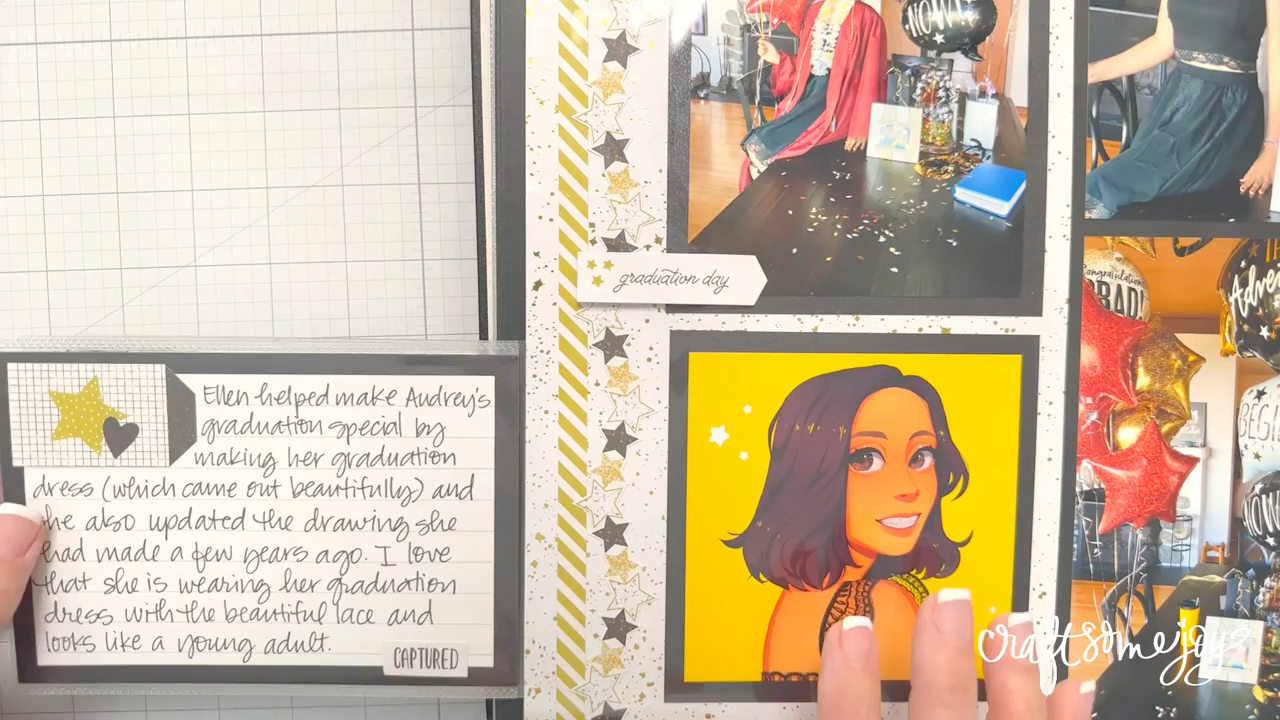 Ellen helped make Audrey's
graduation special by
making her graduation
dress (which came out beautifully) and
she also updated the drawing she
had made a few years ago. I love
that she is wearing her graduation
dress with the beautiful lace and
looks like a young adult.
CAPTURED
NOW!
graduation day
Congratulations
GRAD!
Adve
BEGI
NOW
craftsomejoy